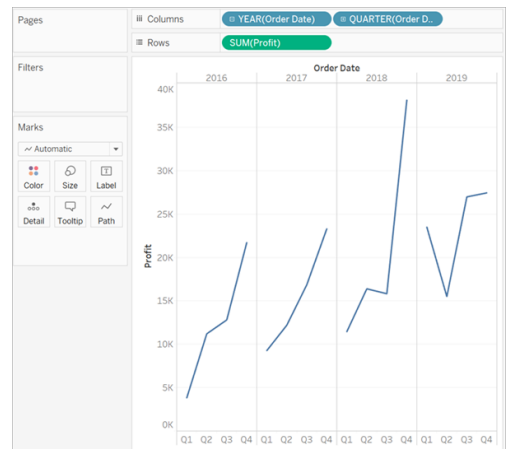 Pages
Columns
YEAR(Order Date)
QUARTER(Order D..
Rows
SUM(Profit)
Filters
Marks
Automatic
Color Size Label
Detail Tooltip Path
Order Date
2016 2017 2018 2019
Profit
40K
35K
30K
25K
20K
15K
10K
5K
0K
Q1 Q2 Q3 Q4 Q1 Q2 Q3 Q4 Q1 Q2 Q3 Q4 Q1 Q2 Q3 Q4